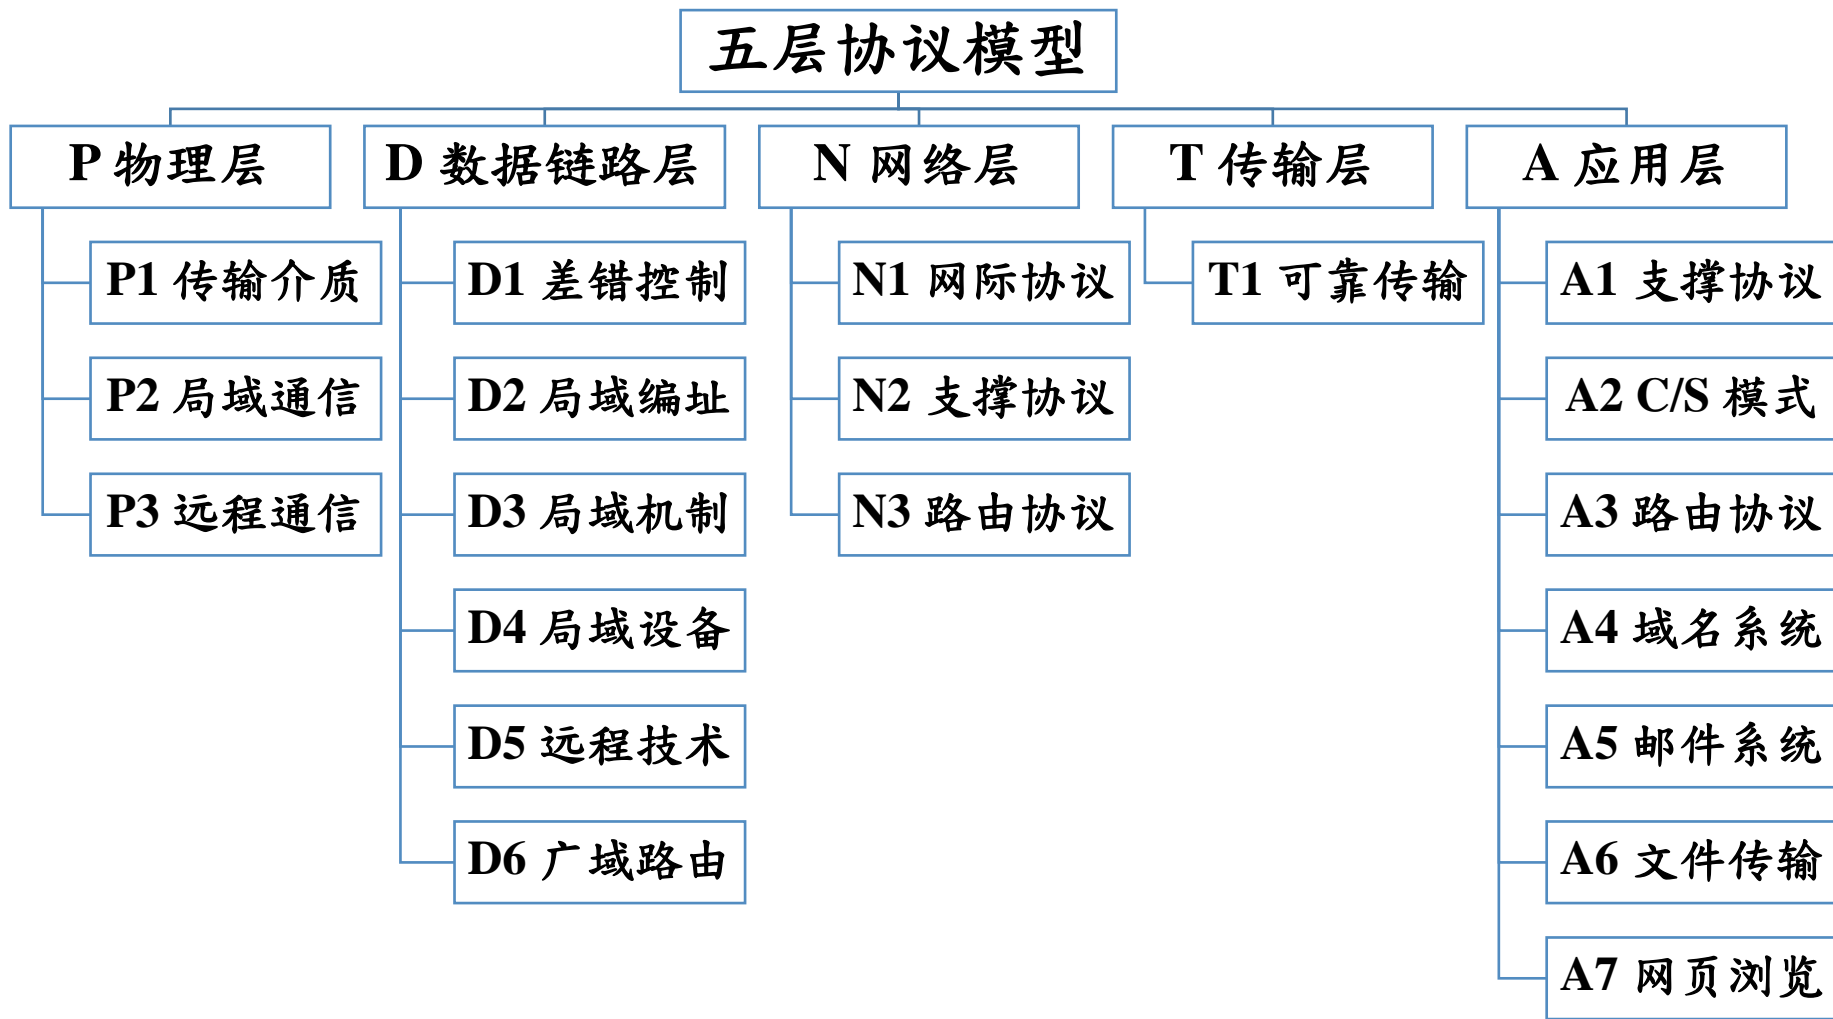 五层协议模型
P 物理层
D 数据链路层
N 网络层
T 传输层
A 应用层
P1 传输介质
P2 局域通信
P3 远程通信
D1 差错控制
D2 局域编址
D3 局域机制
D4 局域设备
D5 远程技术
D6 广域路由
N1 网际协议
N2 支撑协议
N3 路由协议
T1 可靠传输
A1 支撑协议
A2 C/S 模式
A3 路由协议
A4 域名系统
A5 邮件系统
A6 文件传输
A7 网页浏览